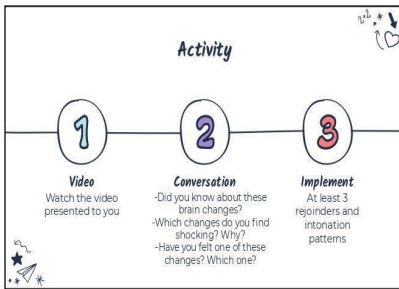 Activity
1
2
3
Video
Watch the video
presented to you
Conversation
-Did you know about these
brain changes?
-Which changes do you find
shocking? Why?
-Have you felt one of these
changes? Which one?
Implement
At least 3
rejoinders and
intonation
patterns